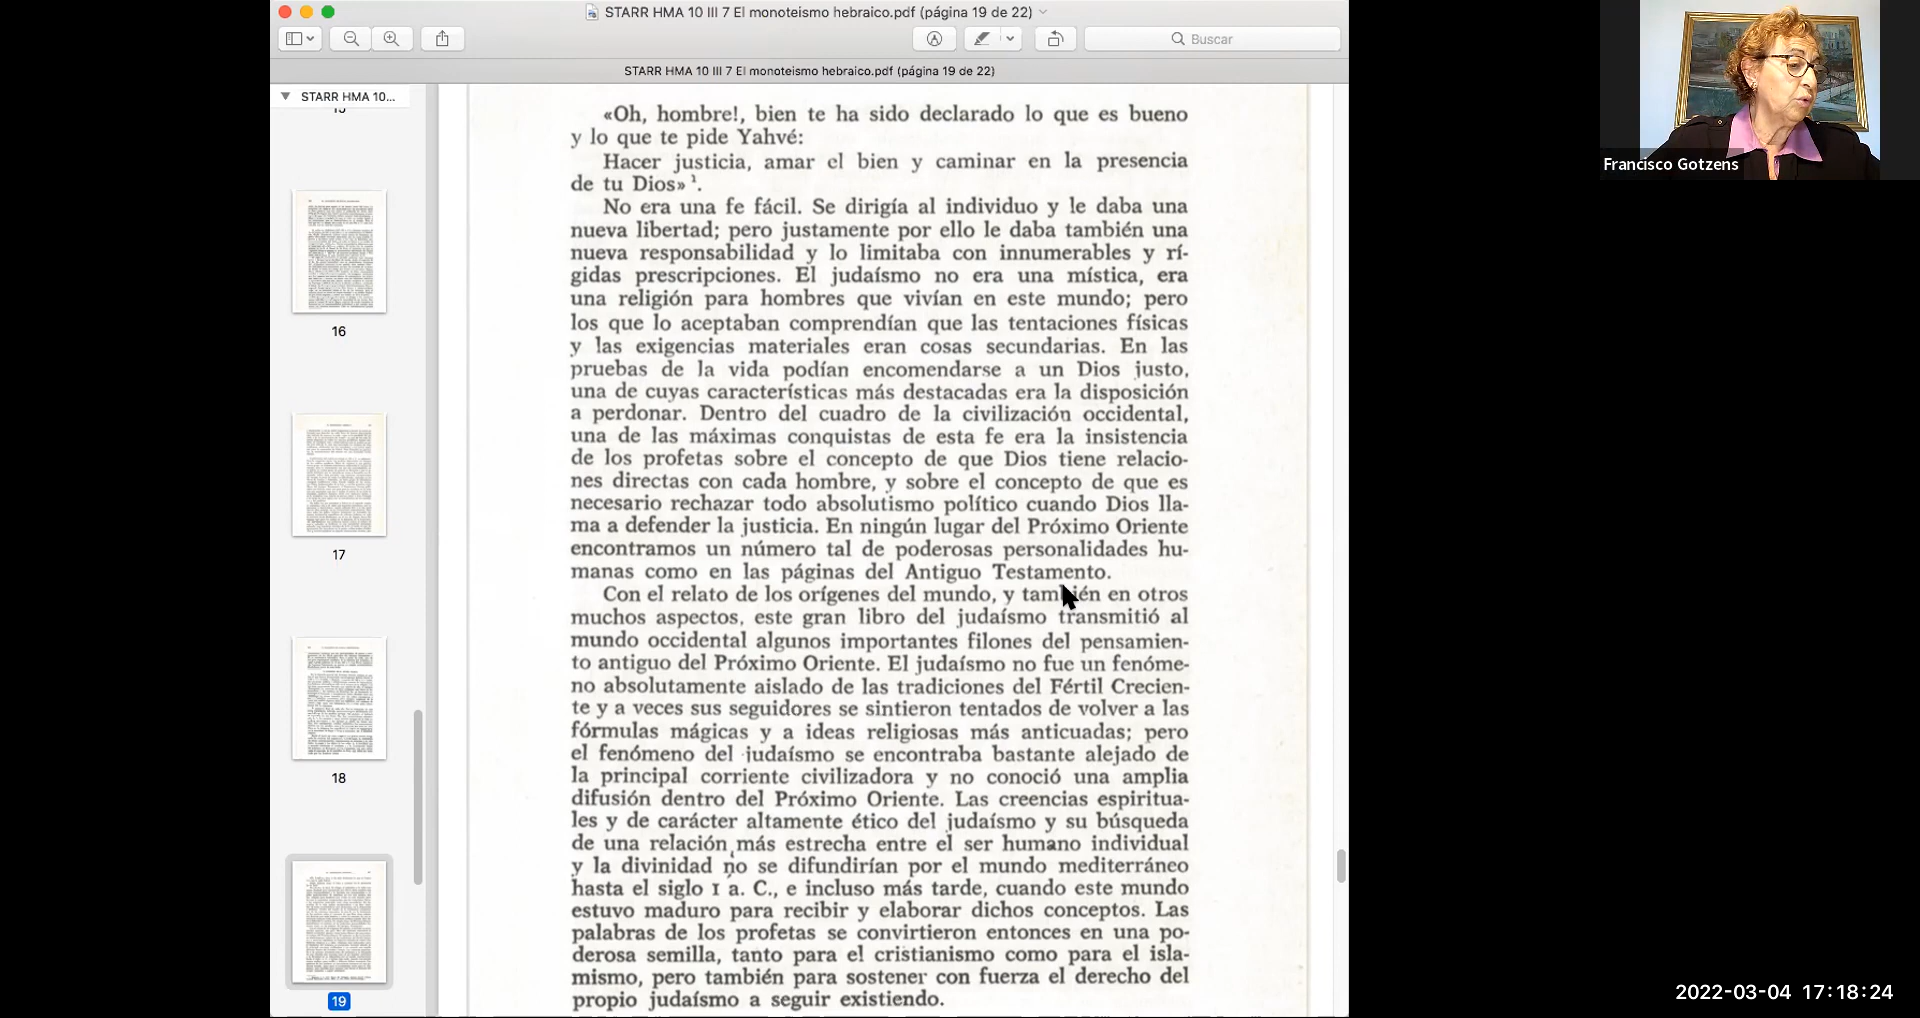 STARR HMA 10 III 7 El monoteismo hebraico.pdf (página 19 de 22)
Buscar
STARR HMA 10 III 7 El monoteismo hebraico.pdf (página 19 de 22)
STARR HMA 10...
16
17
18
19
«Oh, hombre!, bien te ha sido declarado lo que es bueno
y lo que te pide Yahvé:
Hacer justicia, amar el bien y caminar en la presencia
de tu Dios» ¹.
No era una fe fácil. Se dirigía al individuo y le daba una
nueva libertad; pero justamente por ello le daba también una
nueva responsabilidad y lo limitaba con innumerables y rí-
gidas prescripciones. El judaísmo no era una mística, era
una religión para hombres que vivían en este mundo; pero
los que lo aceptaban comprendían que las tentaciones físicas
y las exigencias materiales eran cosas secundarias. En las
pruebas de la vida podían encomendarse a un Dios justo,
una de cuyas características más destacadas era la disposición
a perdonar. Dentro del cuadro de la civilización occidental,
una de las máximas conquistas de esta fe era la insistencia
de los profetas sobre el concepto de que Dios tiene relacio-
nes directas con cada hombre, y sobre el concepto de que es
necesario rechazar todo absolutismo político cuando Dios lla-
ma a defender la justicia. En ningún lugar del Próximo Oriente
encontramos un número tal de poderosas personalidades hu-
manas como en las páginas del Antiguo Testamento.
Con el relato de los orígenes del mundo, y también en otros
muchos aspectos, este gran libro del judaísmo transmitió al
mundo occidental algunos importantes filones del pensamien-
to antiguo del Próximo Oriente. El judaísmo no fue un fenóme-
no absolutamente aislado de las tradiciones del Fértil Crecien-
te y a veces sus seguidores se sintieron tentados de volver a las
fórmulas mágicas y a ideas religiosas más anticuadas; pero
el fenómeno del judaísmo se encontraba bastante alejado de
la principal corriente civilizadora y no conoció una amplia
difusión dentro del Próximo Oriente. Las creencias espiritua-
les y de carácter altamente ético del judaísmo y su búsqueda
de una relación más estrecha entre el ser humano individual
y la divinidad no se difundirían por el mundo mediterráneo
hasta el siglo I a. C., e incluso más tarde, cuando este mundo
estuvo maduro para recibir y elaborar dichos conceptos. Las
palabras de los profetas se convirtieron entonces en una po-
derosa semilla, tanto para el cristianismo como para el isla-
mismo, pero también para sostener con fuerza el derecho del
propio judaísmo a seguir existiendo.
Francisco Gotzens
2022-03-04 17:18:24